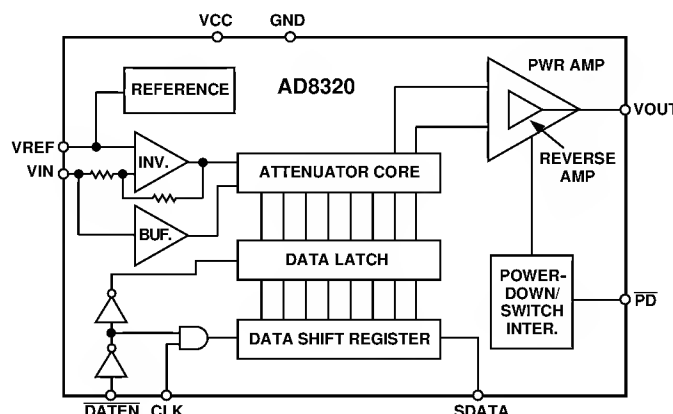 VCC GND
REFERENCE
AD8320
PWR AMP
VREF
VIN
INV.
BUF.
ATTENUATOR CORE
VOUT
REVERSE
AMP
DATA LATCH
POWER-
DOWN/
SWITCH
INTER.
PD
DATA SHIFT REGISTER
DATEN CLK SDATA